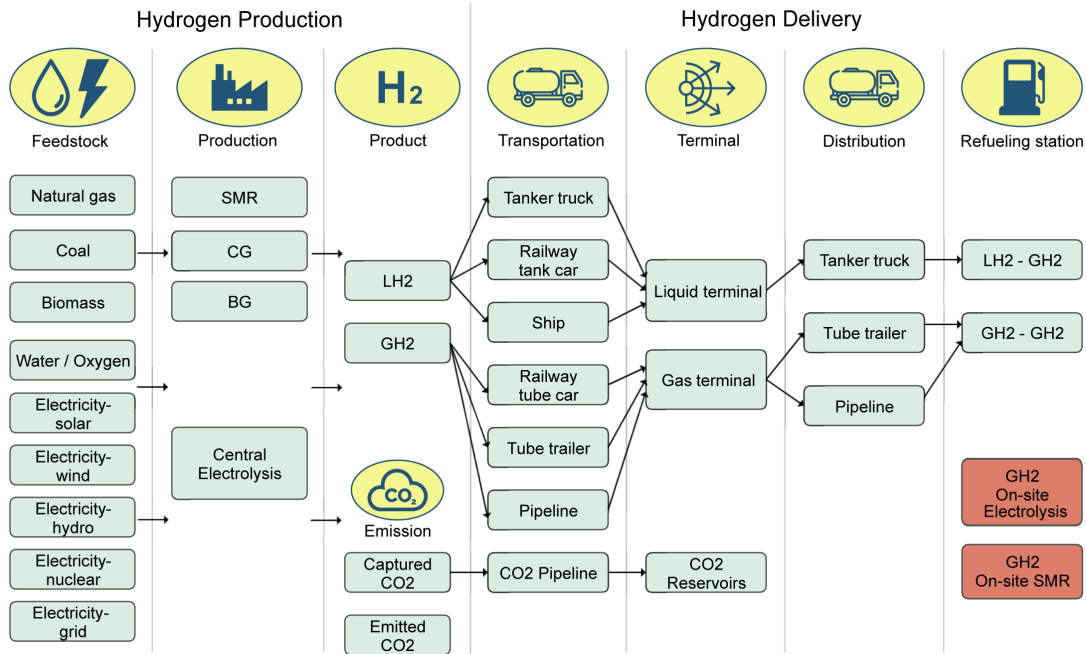 Hydrogen Production
Hydrogen Delivery
Feedstock
Production
H2
Product
Transportation
Terminal
Distribution
Refueling station
Natural gas
Coal
Biomass
Water / Oxygen
Electricity-
solar
Electricity-
wind
Electricity-
hydro
Electricity-
nuclear
Electricity-
grid
SMR
CG
BG
Central
Electrolysis
LH2
GH2
CO2
Emission
Captured
CO2
Emitted
CO2
Tanker truck
Railway
tank car
Ship
Railway
tube car
Tube trailer
Pipeline
CO2 Pipeline
Liquid terminal
Gas terminal
CO2
Reservoirs
Tanker truck
Tube trailer
Pipeline
LH2 - GH2
GH2 - GH2
GH2
On-site
Electrolysis
GH2
On-site SMR